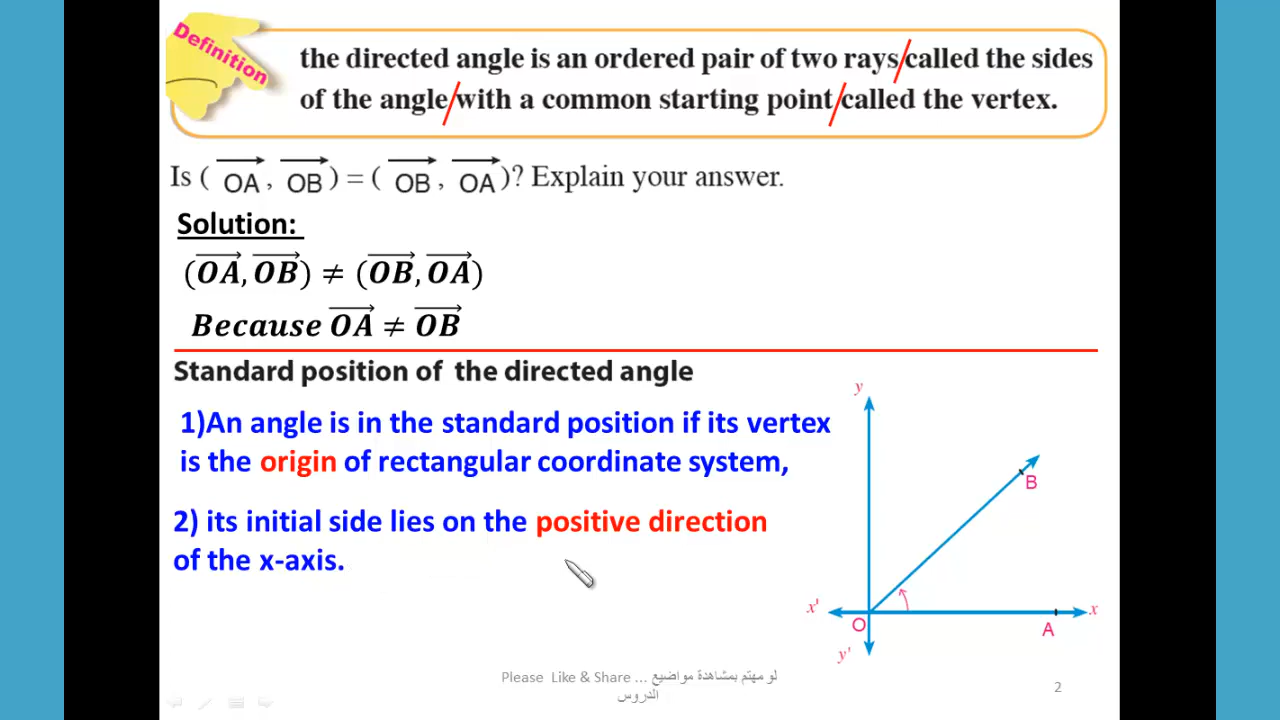 Definition
the directed angle is an ordered pair of two rays/called the sides
of the angle/with a common starting point/called the vertex.
Is ( OA , OB ) = ( OB , OA )? Explain your answer.
Solution:
(OA, OB) ≠ (OB, OA)
Because OA ≠ OB
Standard position of the directed angle
1)An angle is in the standard position if its vertex
is the origin of rectangular coordinate system,
2) its initial side lies on the positive direction
of the x-axis.
y
B
x'
O
A
x
y'
Please Like & Share ... لو مهتم بمشاهدة مواضيع
الدروس
2